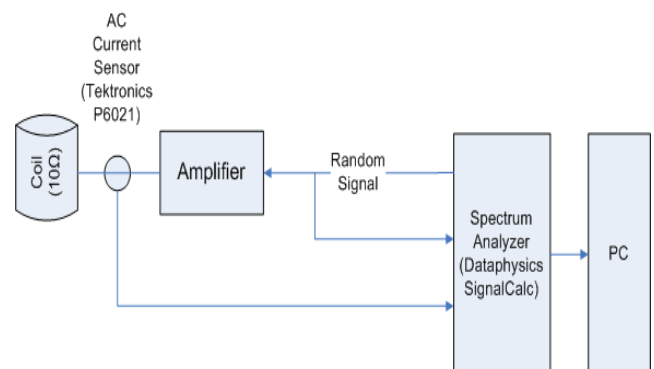 AC
Current
Sensor
(Tektronics
P6021)
Coil
(10Ω)
Amplifier
Random
Signal
Spectrum
Analyzer
(Dataphysics
SignalCalc)
PC